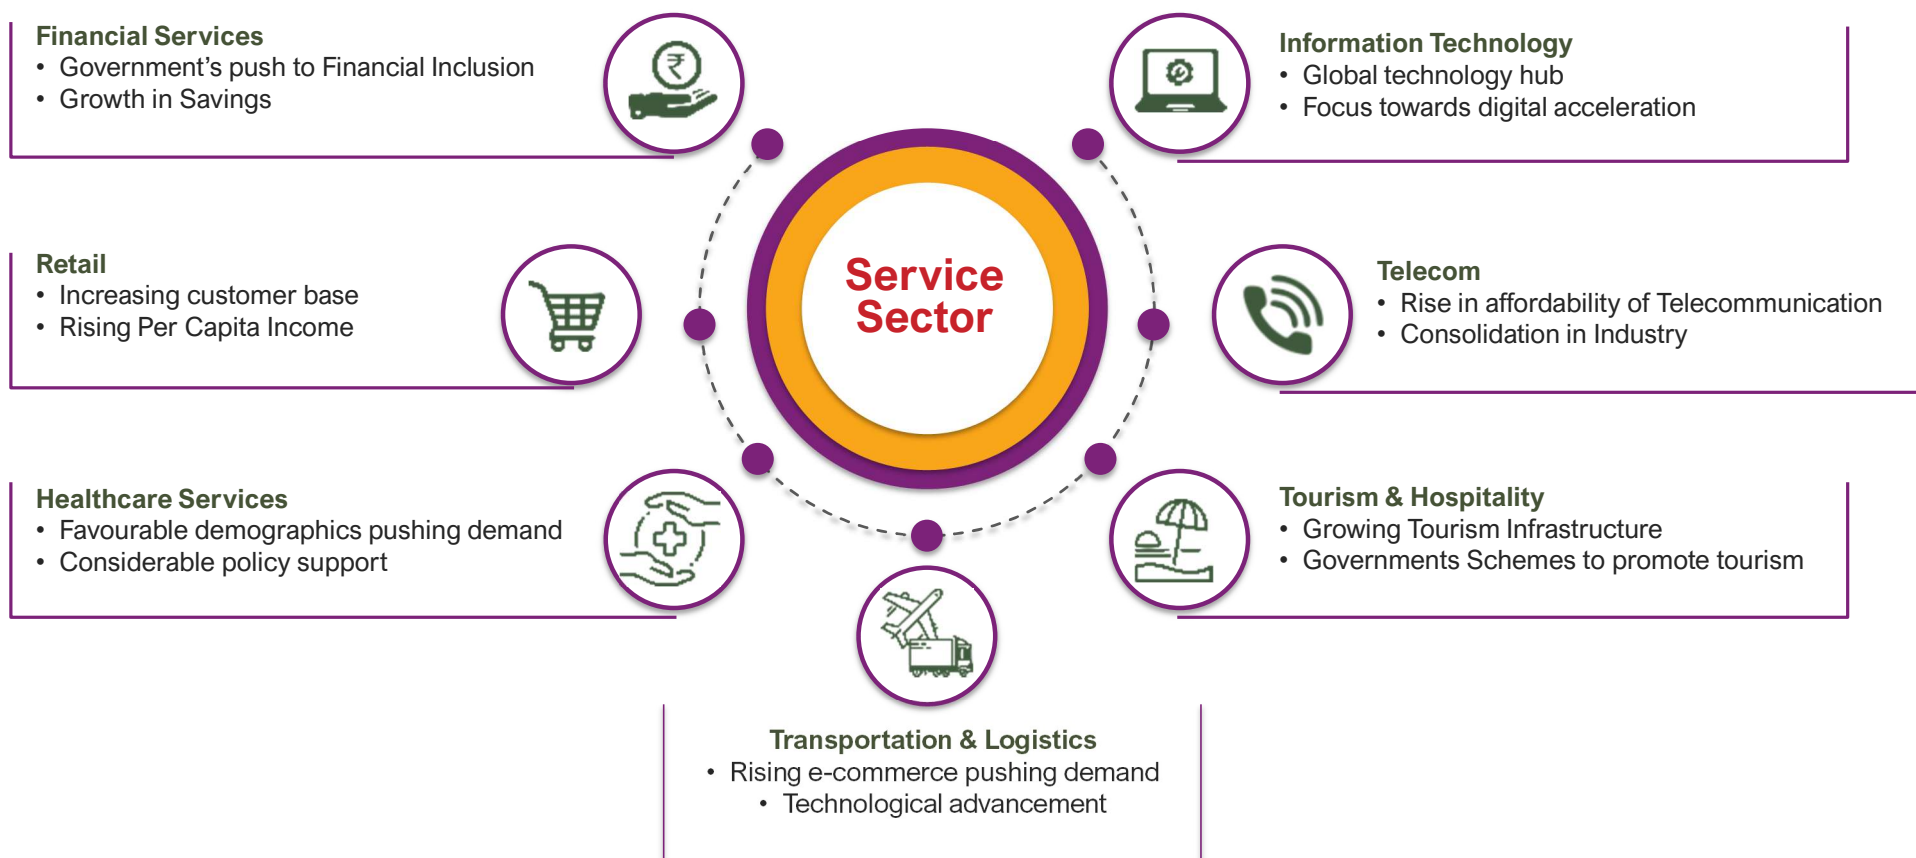 Financial Services
• Government's push to Financial Inclusion
• Growth in Savings
₹
Information Technology
• Global technology hub
• Focus towards digital acceleration
Service
Sector
Retail
• Increasing customer base
• Rising Per Capita Income
Telecom
• Rise in affordability of Telecommunication
• Consolidation in Industry
Healthcare Services
• Favourable demographics pushing demand
• Considerable policy support
Tourism & Hospitality
• Growing Tourism Infrastructure
• Governments Schemes to promote tourism
Transportation & Logistics
• Rising e-commerce pushing demand
• Technological advancement